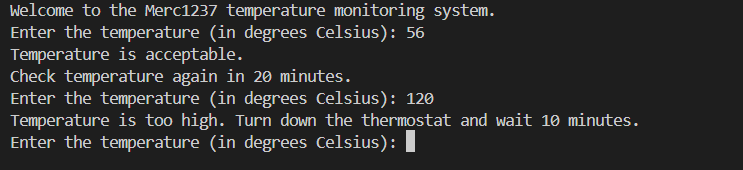 Welcome to the Merc1237 temperature monitoring system.
Enter the temperature (in degrees Celsius): 56
Temperature is acceptable.
Check temperature again in 20 minutes.
Enter the temperature (in degrees Celsius): 120
Temperature is too high. Turn down the thermostat and wait 10 minutes.
Enter the temperature (in degrees Celsius):